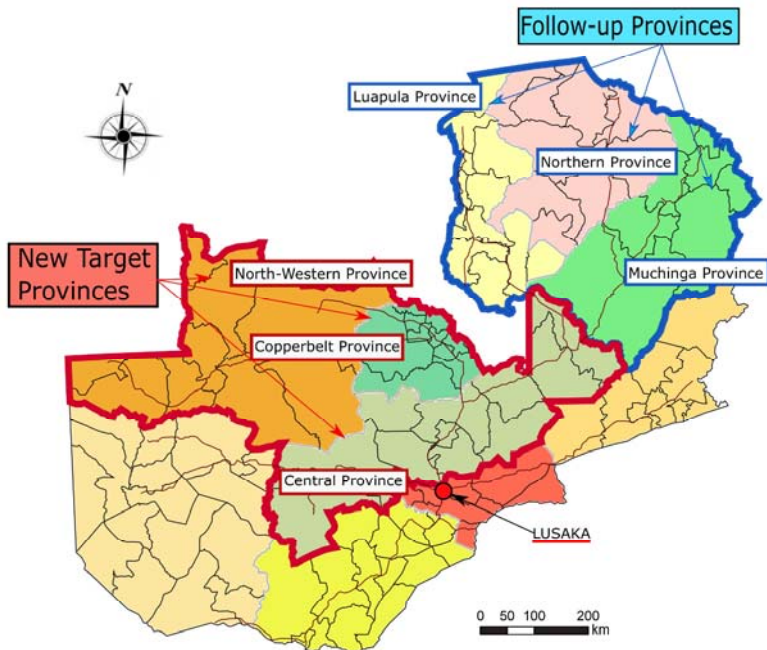 Follow-up Provinces
Luapula Province
N
Northern Province
New Target
Provinces
North-Western Province
Muchinga Province
Copperbelt Province
Central Province
LUSAKA
0 50 100 200
km